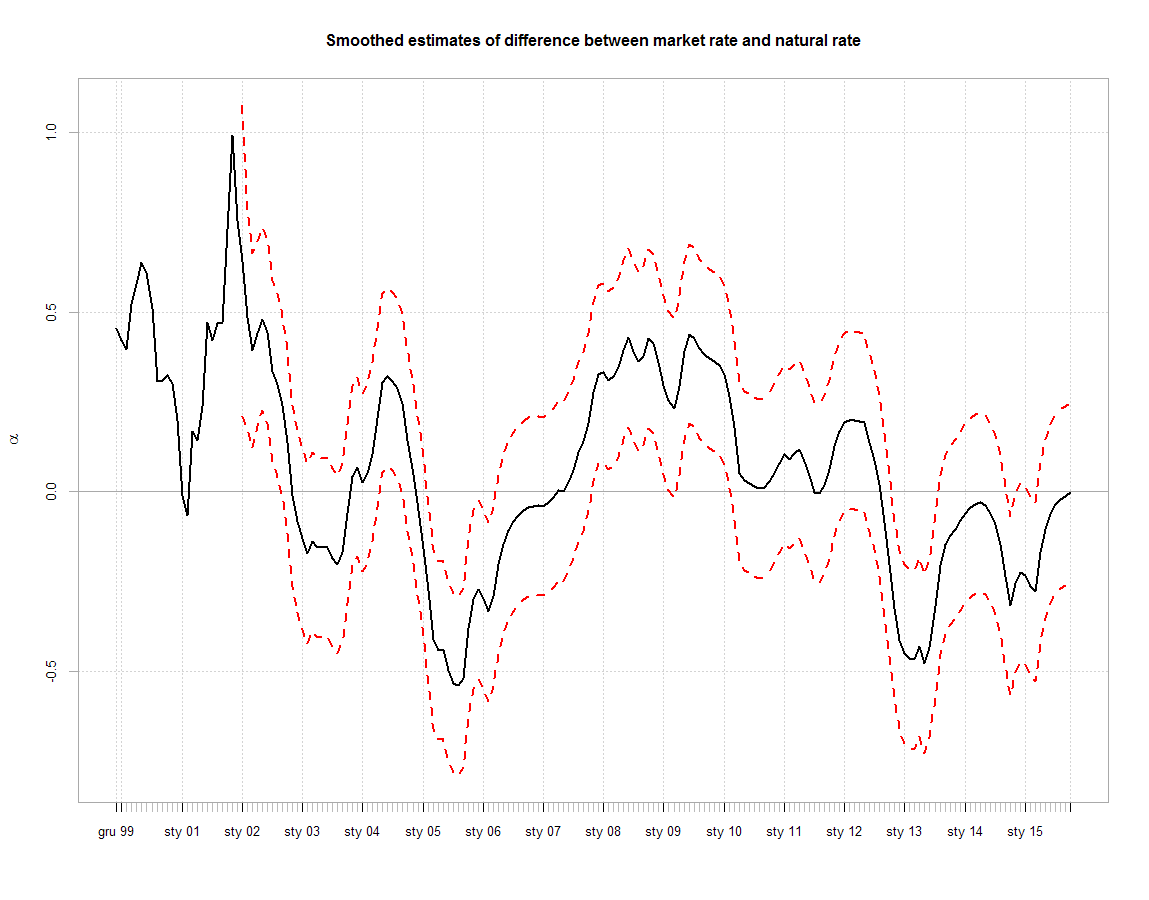 Smoothed estimates of difference between market rate and natural rate
1.0
0.5
0.0
-0.5
α
gru 99 sty 01 sty 02 sty 03 sty 04 sty 05 sty 06 sty 07 sty 08 sty 09 sty 10 sty 11 sty 12 sty 13 sty 14 sty 15